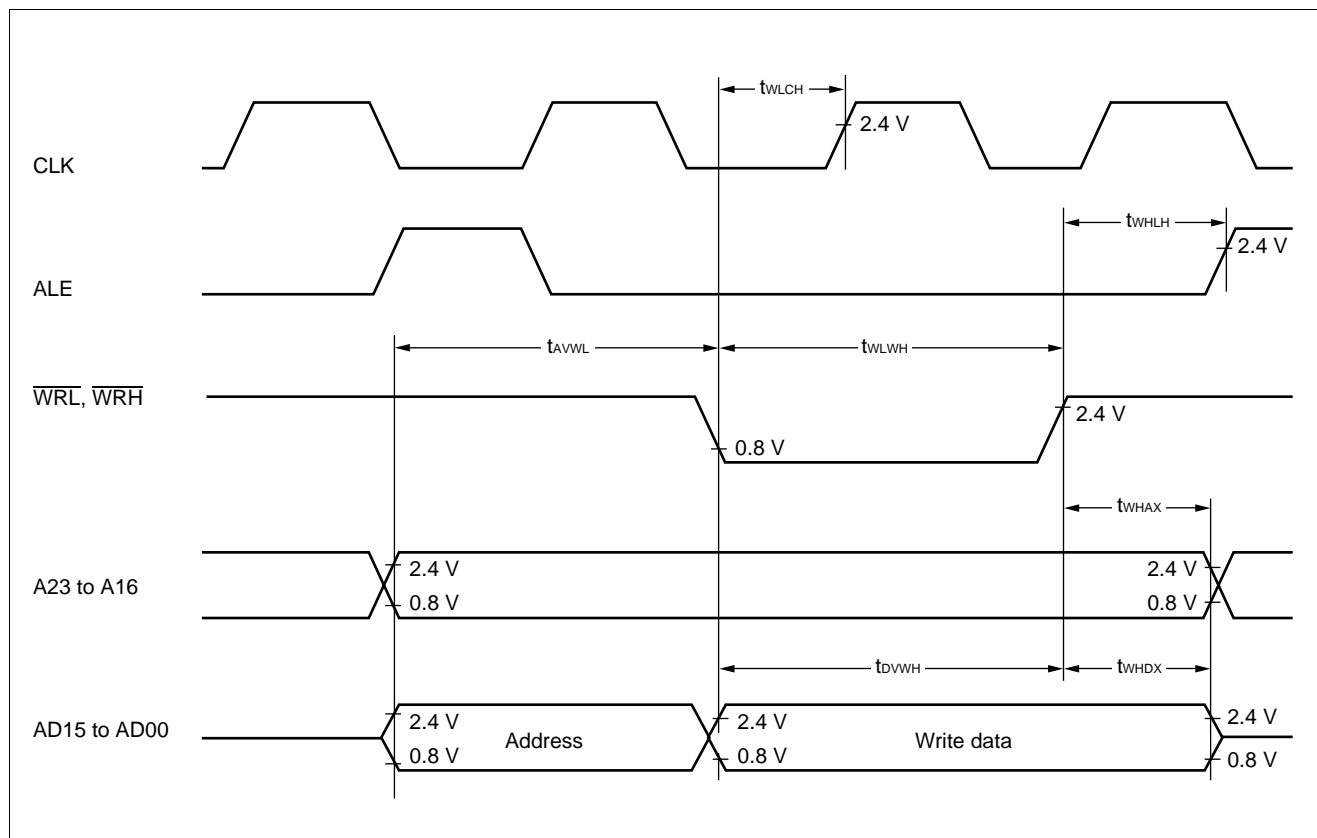 tWLCH
2.4 V
CLK
tWHLH
2.4 V
ALE
tAVWL
tWLWH
WRL, WRH
2.4 V
0.8 V
tWHAX
A23 to A16
2.4 V
0.8 V
2.4 V
0.8 V
tDVWH
tWHDX
AD15 to AD00
2.4 V
0.8 V
Address
2.4 V
0.8 V
Write data
2.4 V
0.8 V